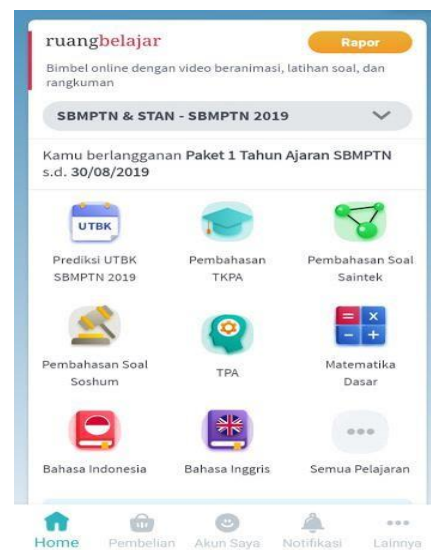 ruangbelajar
Rapor
Bimbel online dengan video beranimasi, latihan soal, dan
rangkuman
SBMPTN & STAN - SBMPTN 2019
Kamu berlangganan Paket 1 Tahun Ajaran SBMPTN
s.d. 30/08/2019
UTBK
Prediksi UTBK
SBMPTN 2019
Pembahasan
TKPA
Pembahasan Soal
Saintek
Pembahasan Soal
Soshum
TPA
Matematika
Dasar
Bahasa Indonesia
Bahasa Inggris
Semua Pelajaran
Home
Pembelian
Akun Saya
Notifikasi
Lainnya